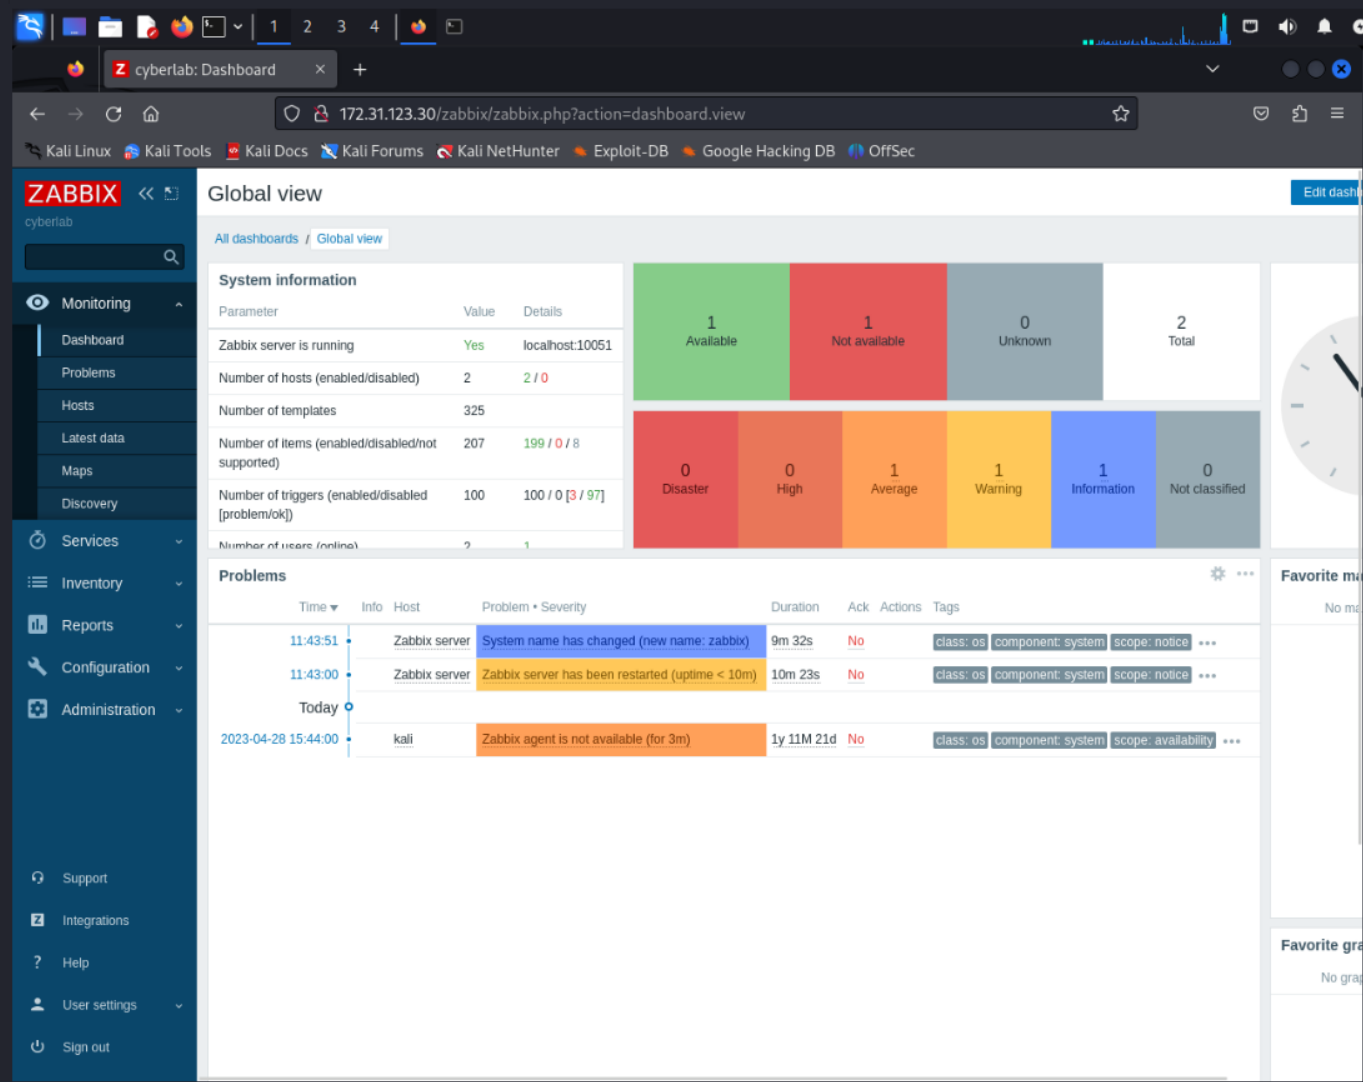 1 2 3 4
cyberlab: Dashboard
172.31.123.30/zabbix/zabbix.php?action=dashboard.view
Kali Linux Kali Tools Kali Docs Kali Forums Kali NetHunter Exploit-DB Google Hacking DB OffSec
ZABBIX
cyberlab
Monitoring
Dashboard
Problems
Hosts
Latest data
Maps
Discovery
Services
Inventory
Reports
Configuration
Administration
Support
Integrations
Help
User settings
Sign out
Global view
Edit dashb
All dashboards / Global view
System information
Parameter Value Details
Zabbix server is running Yes localhost:10051
Number of hosts (enabled/disabled) 2 2 / 0
Number of templates 325
Number of items (enabled/disabled/not 207 199 / 0 / 8
supported)
Number of triggers (enabled/disabled 100 100 / 0 [3 / 97]
[problem/ok])
Number of users (online) 2 1
1 1 0 2
Available Not available Unknown Total
0 0 1 1 1 0
Disaster High Average Warning Information Not classified
Problems
Time Info Host Problem • Severity Duration Ack Actions Tags
11:43:51 Zabbix server System name has changed (new name: zabbix) 9m 32s No class: os component: system scope: notice
11:43:00 Zabbix server Zabbix server has been restarted (uptime < 10m) 10m 23s No class: os component: system scope: notice
Today
2023-04-28 15:44:00 kali Zabbix agent is not available (for 3m) 1y 11M 21d No class: os component: system scope: availability
Favorite ma
No ma
Favorite gra
No grap